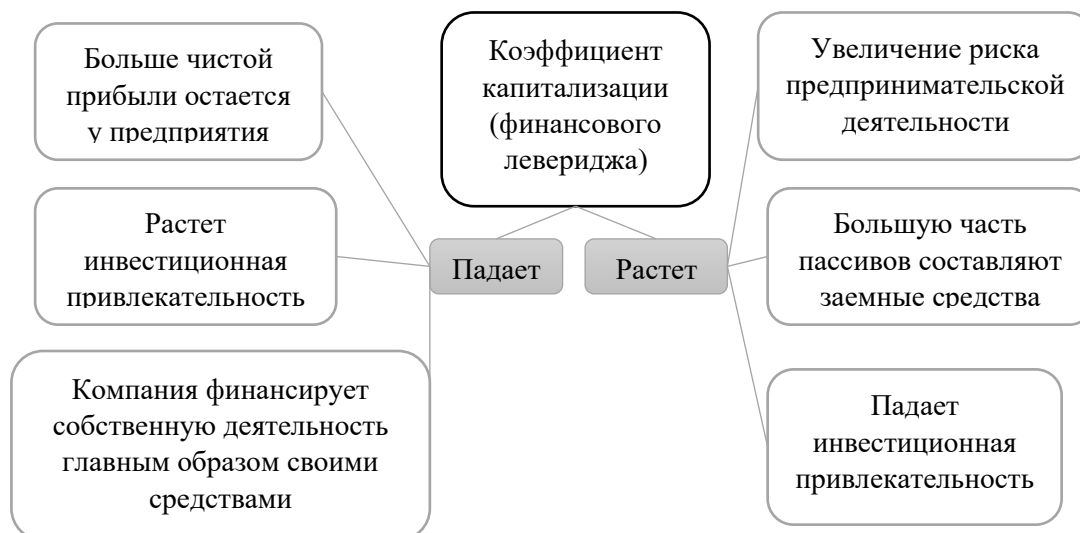 Коэффициент
капитализации
(финансового
левериджа)
Падает
Растет
Больше чистой
прибыли остается
у предприятия
Растет
инвестиционная
привлекательность
Компания финансирует
собственную деятельность
главным образом своими
средствами
Увеличение риска
предпринимательской
деятельности
Большую часть
пассивов составляют
заемные средства
Падает
инвестиционная
привлекательность